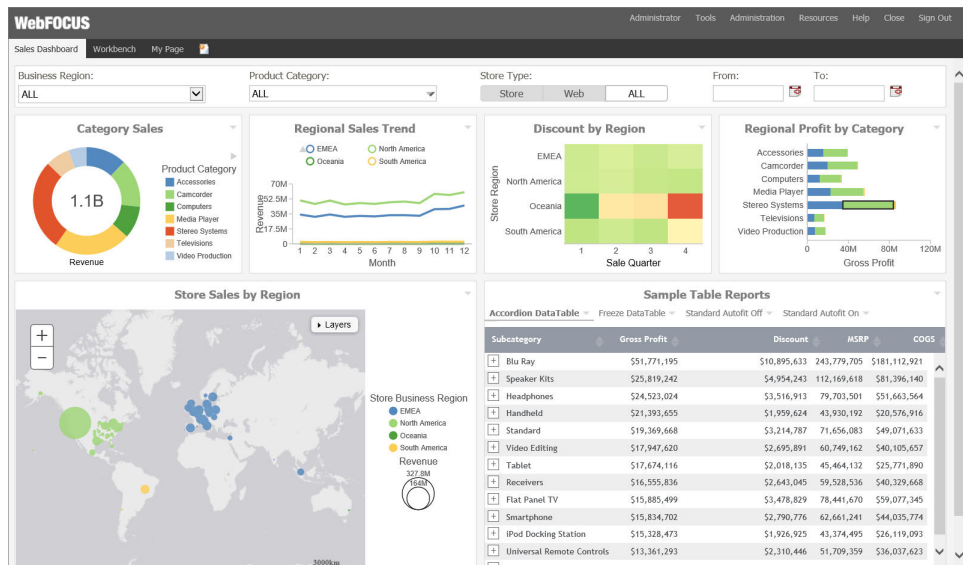 WebFOCUS
Administrator Tools Administration Resources Help Close Sign Out
Sales Dashboard Workbench My Page
Business Region: Product Category: Store Type: From: To:
ALL ALL Store Web ALL
Category Sales
Product Category
Accessories
Camcorder
Computers
Media Player
Stereo Systems
Televisions
Video Production
1.1B
Revenue
Regional Sales Trend
EMEA North America
Oceania South America
Revenue
70M
52.5M
35M
17.5M
0
1 2 3 4 5 6 7 8 9 10 11 12
Month
Discount by Region
Store Region
EMEA
North America
Oceania
South America
1 2 3 4
Sale Quarter
Regional Profit by Category
Accessories
Camcorder
Computers
Media Player
Stereo Systems
Televisions
Video Production
0 40M 80M 120M
Gross Profit
Store Sales by Region
+
−
Layers
Store Business Region
EMEA
North America
Oceania
South America
Revenue
327.8M
164M
3000km
Sample Table Reports
Accordion DataTable Freeze DataTable Standard Autofit Off Standard Autofit On
Subcategory Gross Profit Discount MSRP COGS
+ Blu Ray $51,771,195 $10,895,633 243,779,705 $181,112,921
+ Speaker Kits $25,819,242 $4,954,243 112,169,618 $81,396,140
+ Headphones $24,523,024 $3,516,913 79,703,501 $51,663,564
+ Handheld $21,393,655 $1,959,624 43,930,192 $20,576,916
+ Standard $19,369,668 $3,214,787 71,656,083 $49,071,633
+ Video Editing $17,947,620 $2,695,891 60,749,162 $40,105,657
+ Tablet $17,674,116 $2,018,135 45,464,132 $25,771,890
+ Receivers $16,555,836 $2,643,045 59,528,536 $40,329,668
+ Flat Panel TV $15,885,499 $3,478,829 78,441,670 $59,077,345
+ Smartphone $15,834,702 $2,790,776 62,661,241 $44,035,774
+ iPod Docking Station $15,328,473 $1,926,925 43,374,495 $26,119,093
+ Universal Remote Controls $13,361,293 $2,310,446 51,709,359 $36,037,623